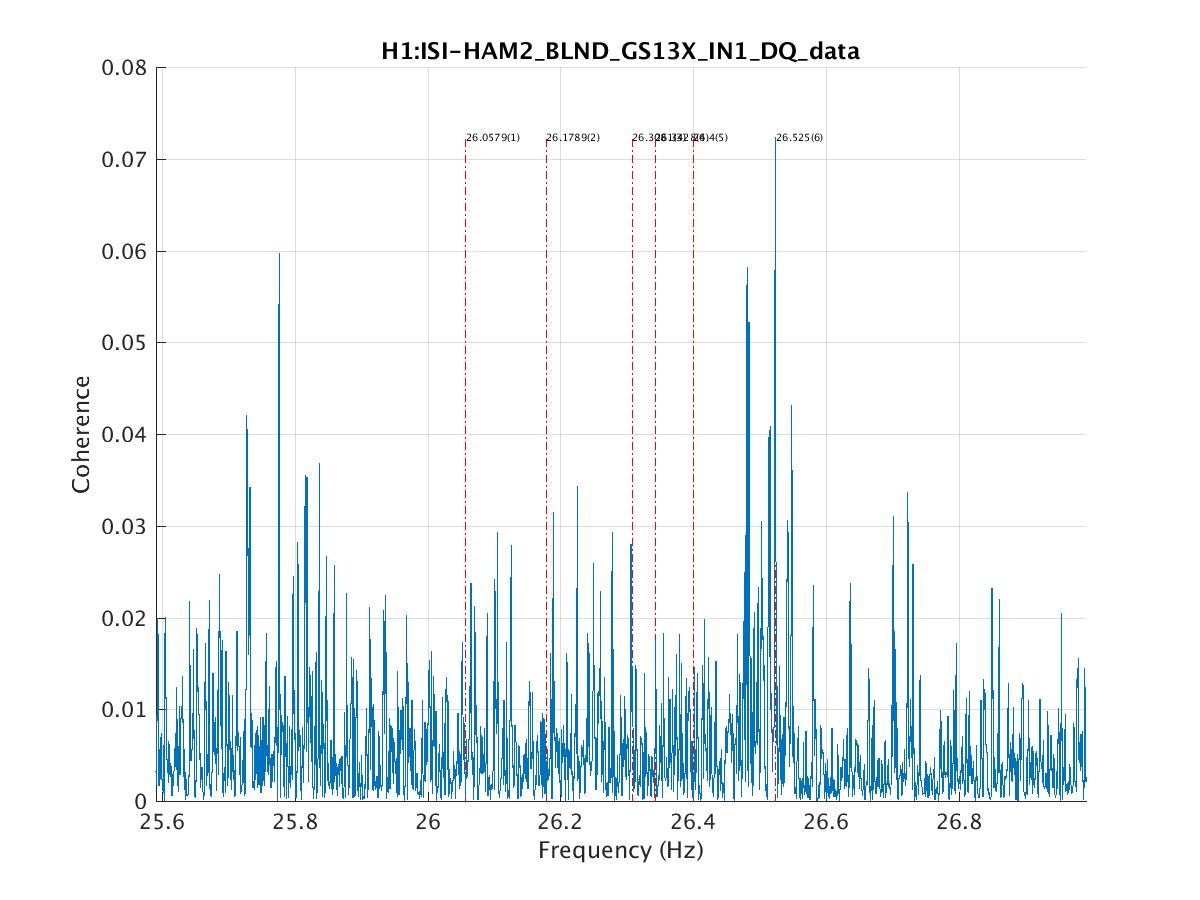 H1:ISI-HAM2_BLND_GS13X_IN1_DQ_data
0.08
26.0579(1) 26.1789(2) 26.525(6)
0.07
0.06
0.05
0.04
0.03
0.02
0.01
0
Coherence
25.6 25.8 26 26.2 26.4 26.6 26.8
Frequency (Hz)